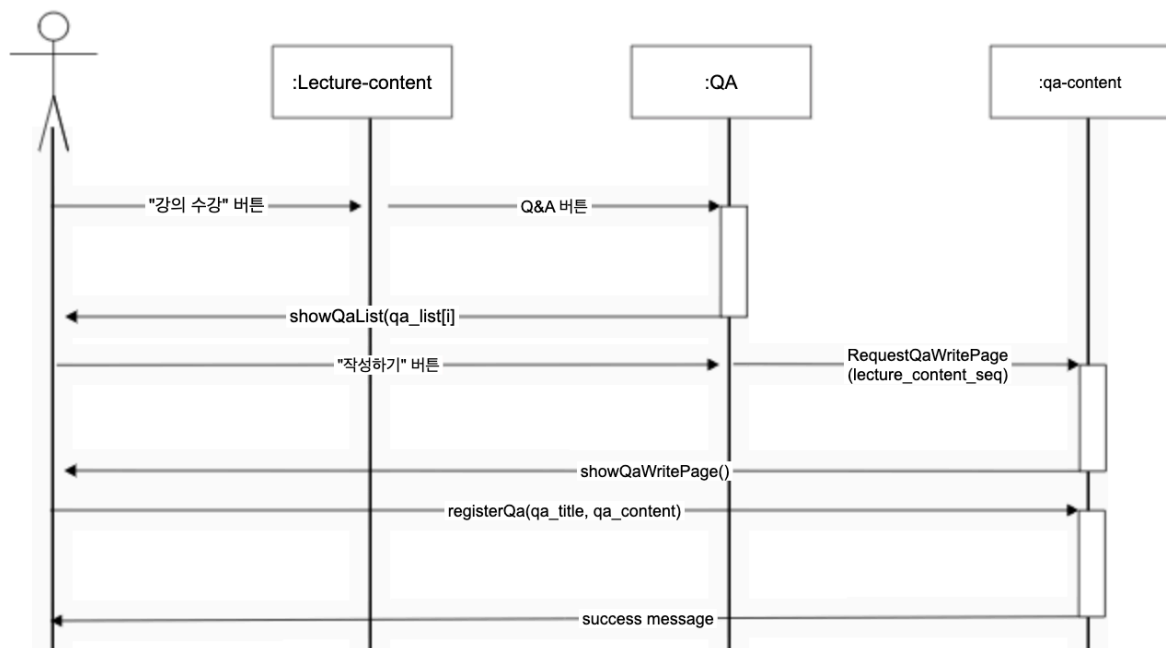 :Lecture-content
:QA
:qa-content
"강의 수강" 버튼
Q&A 버튼
showQaList(qa_list[i]
"작성하기" 버튼
RequestQaWritePage
(lecture_content_seq)
showQaWritePage()
registerQa(qa_title, qa_content)
success message